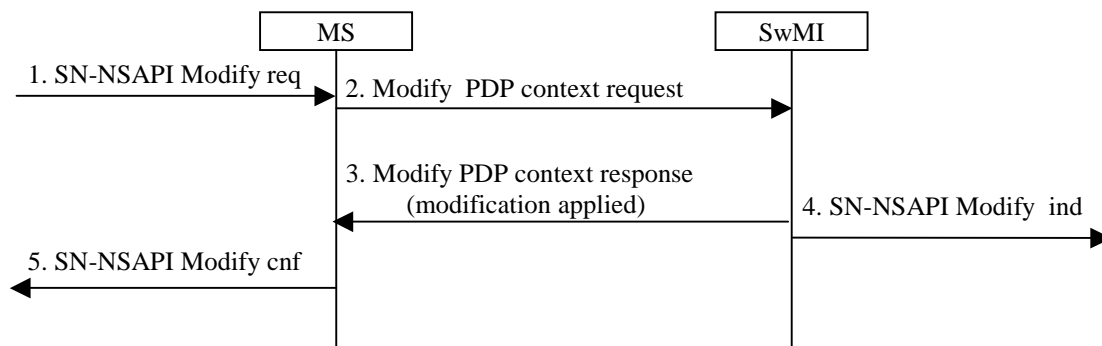 MS
SwMI
1. SN-NSAPI Modify req
2. Modify PDP context request
3. Modify PDP context response
(modification applied)
4. SN-NSAPI Modify ind
5. SN-NSAPI Modify cnf